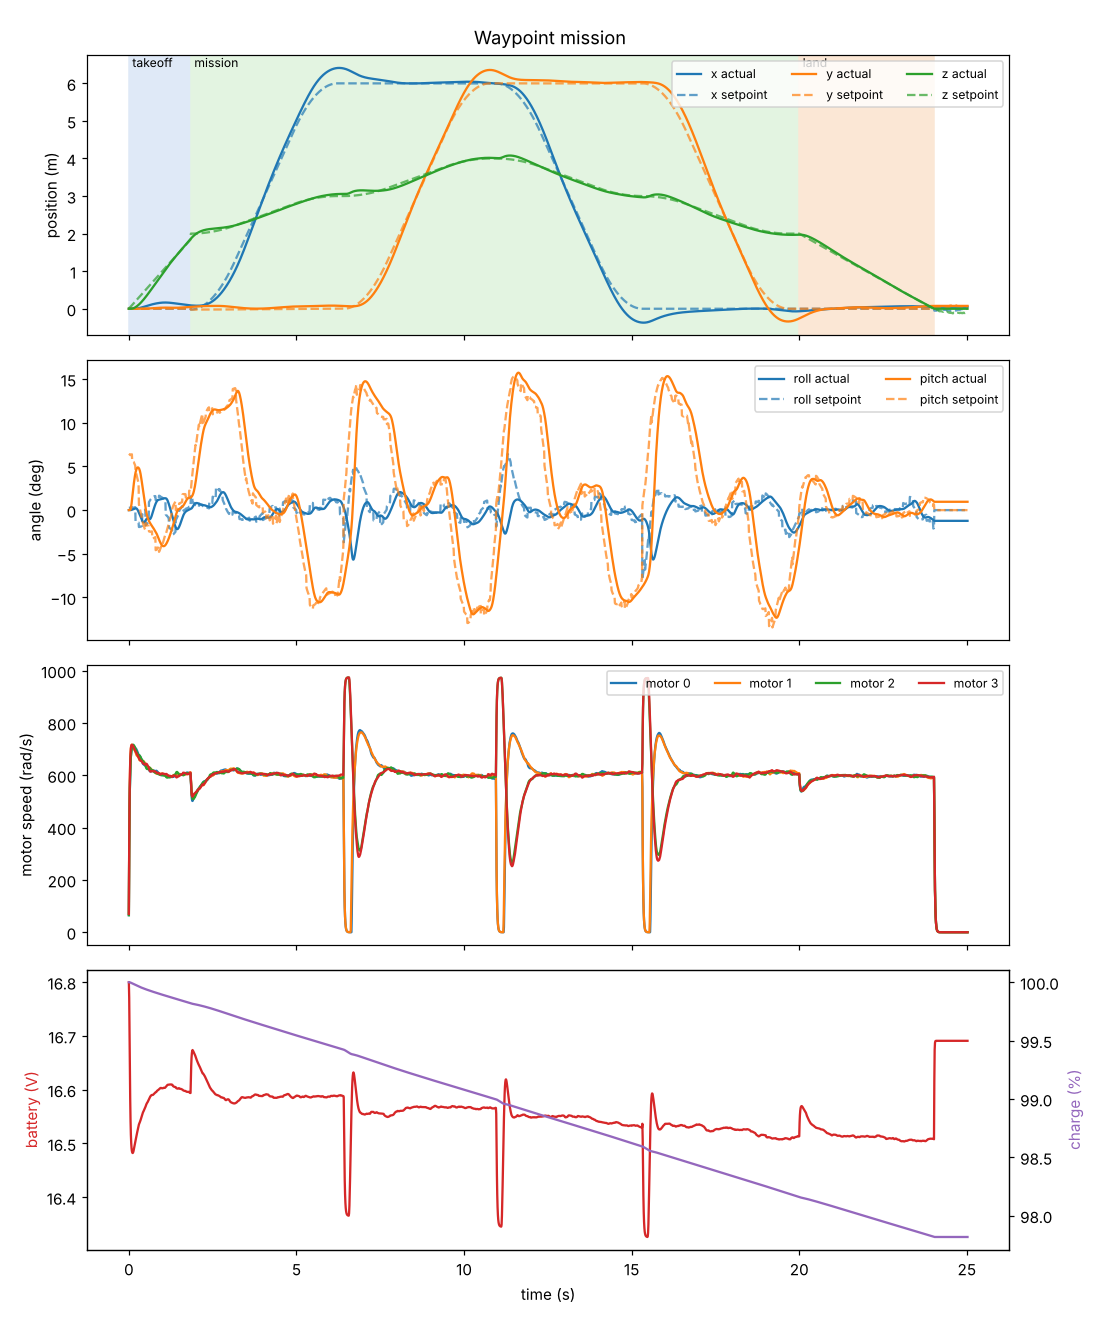 Waypoint mission
takeoff mission land
x actual y actual z actual
x setpoint y setpoint z setpoint
position (m)
6
5
4
3
2
1
0
roll actual pitch actual
roll setpoint pitch setpoint
angle (deg)
15
10
5
0
−5
−10
motor 0 motor 1 motor 2 motor 3
motor speed (rad/s)
1000
800
600
400
200
0
battery (V)
16.8
16.7
16.6
16.5
16.4
100.0
99.5
99.0
98.5
98.0
charge (%)
0 5 10 15 20 25
time (s)